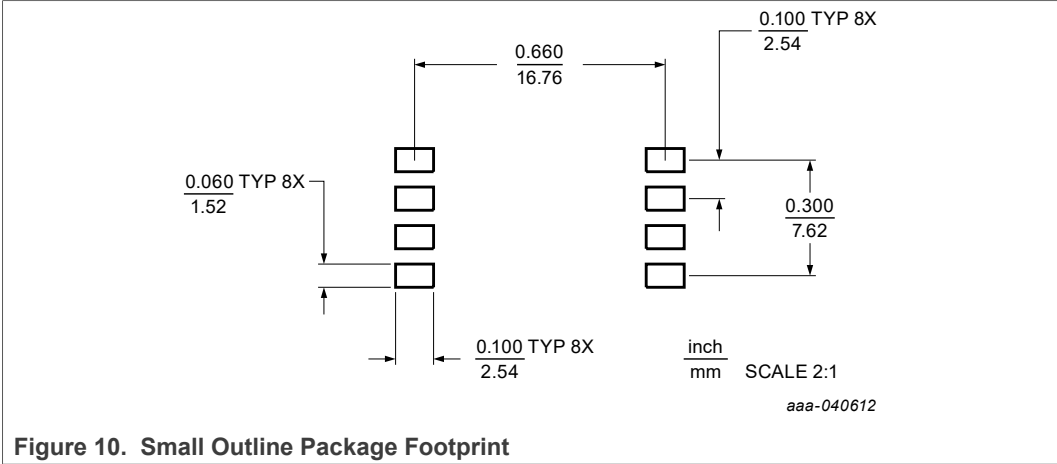 0.100 TYP 8X
2.54
0.660
16.76
0.060 TYP 8X
1.52
0.300
7.62
0.100 TYP 8X
2.54
inch
mm SCALE 2:1
aaa-040612
Figure 10. Small Outline Package Footprint